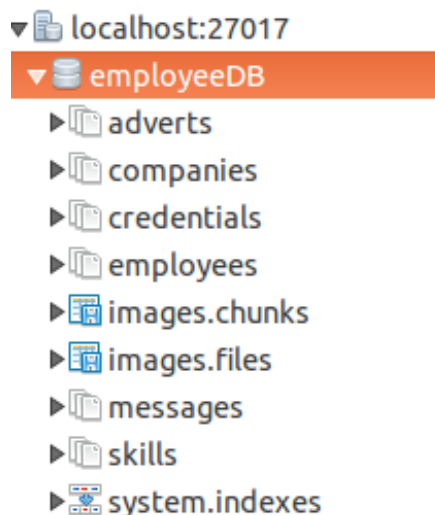 localhost:27017
employeeDB
adverts
companies
credentials
employees
images.chunks
images.files
messages
skills
system.indexes